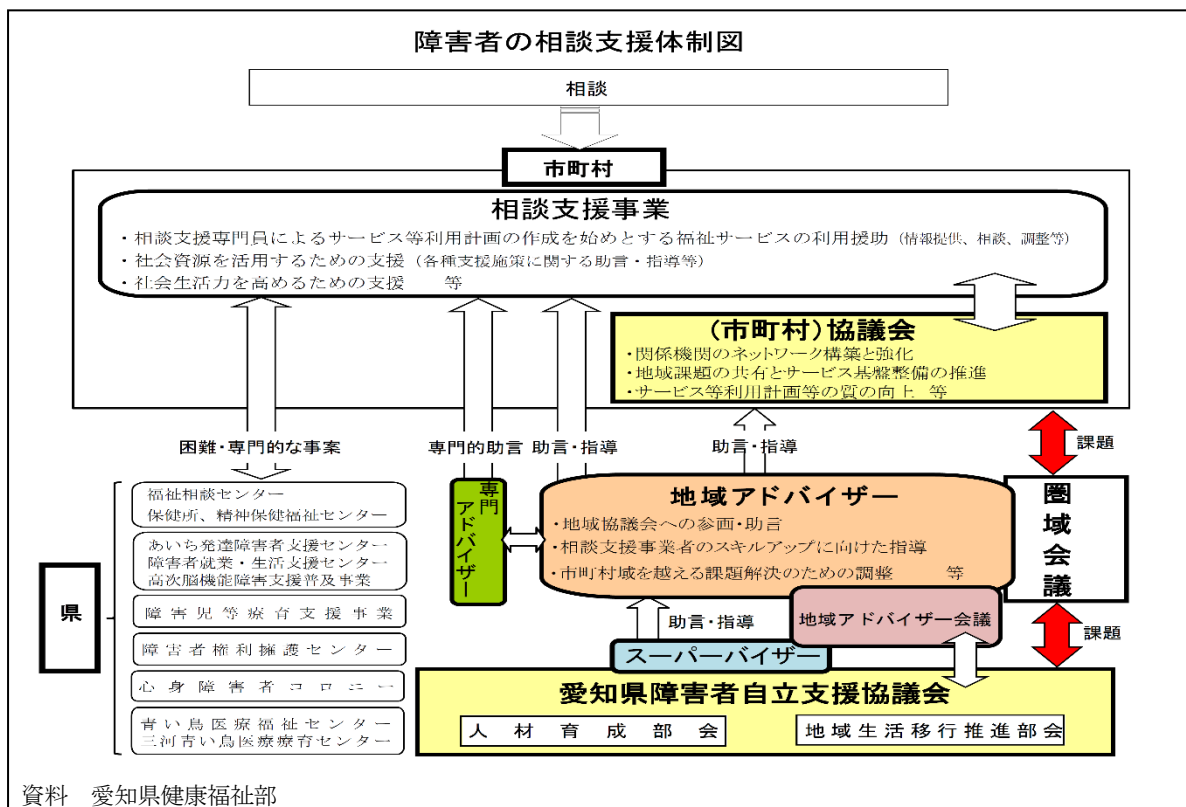 障害者の相談支援体制図
相談
市町村
相談支援事業
・相談支援専門員によるサービス等利用計画の作成を始めとする福祉サービスの利用援助（情報提供、相談、調整等）
・社会資源を活用するための支援（各種支援施策に関する助言・指導等）
・社会生活力を高めるための支援　　等
（市町村）協議会
・関係機関のネットワーク構築と強化
・地域課題の共有とサービス基盤整備の推進
・サービス等利用計画等の質の向上　等
困難・専門的な事案
専門的助言
助言・指導
助言・指導
課題
県
福祉相談センター
保健所、精神保健福祉センター
あいち発達障害者支援センター
障害者就業・生活支援センター
高次脳機能障害支援普及事業
障害児等療育支援事業
障害者権利擁護センター
心身障害者コロニー
青い鳥医療福祉センター
三河青い鳥医療療育センター
専門
アドバイザー
地域アドバイザー
・地域協議会への参画・助言
・相談支援事業者のスキルアップに向けた指導
・市町村域を越える課題解決のための調整　　等
圏域会議
地域アドバイザー会議
助言・指導
課題
スーパーバイザー
愛知県障害者自立支援協議会
人材育成部会
地域生活移行推進部会
資料　愛知県健康福祉部